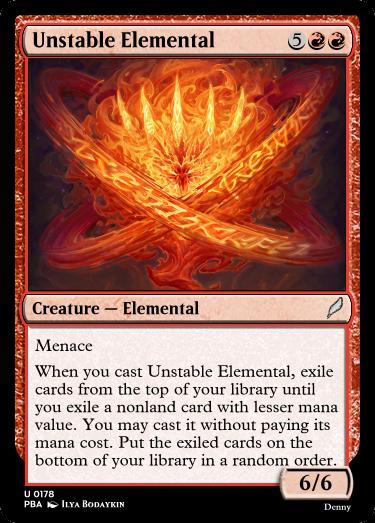 Unstable Elemental 5
Creature — Elemental
Menace
When you cast Unstable Elemental, exile
cards from the top of your library until
you exile a nonland card with lesser mana
value. You may cast it without paying its
mana cost. Put the exiled cards on the
bottom of your library in a random order.
6/6
U 0178
PBA Ilya Bodaykin
Denny